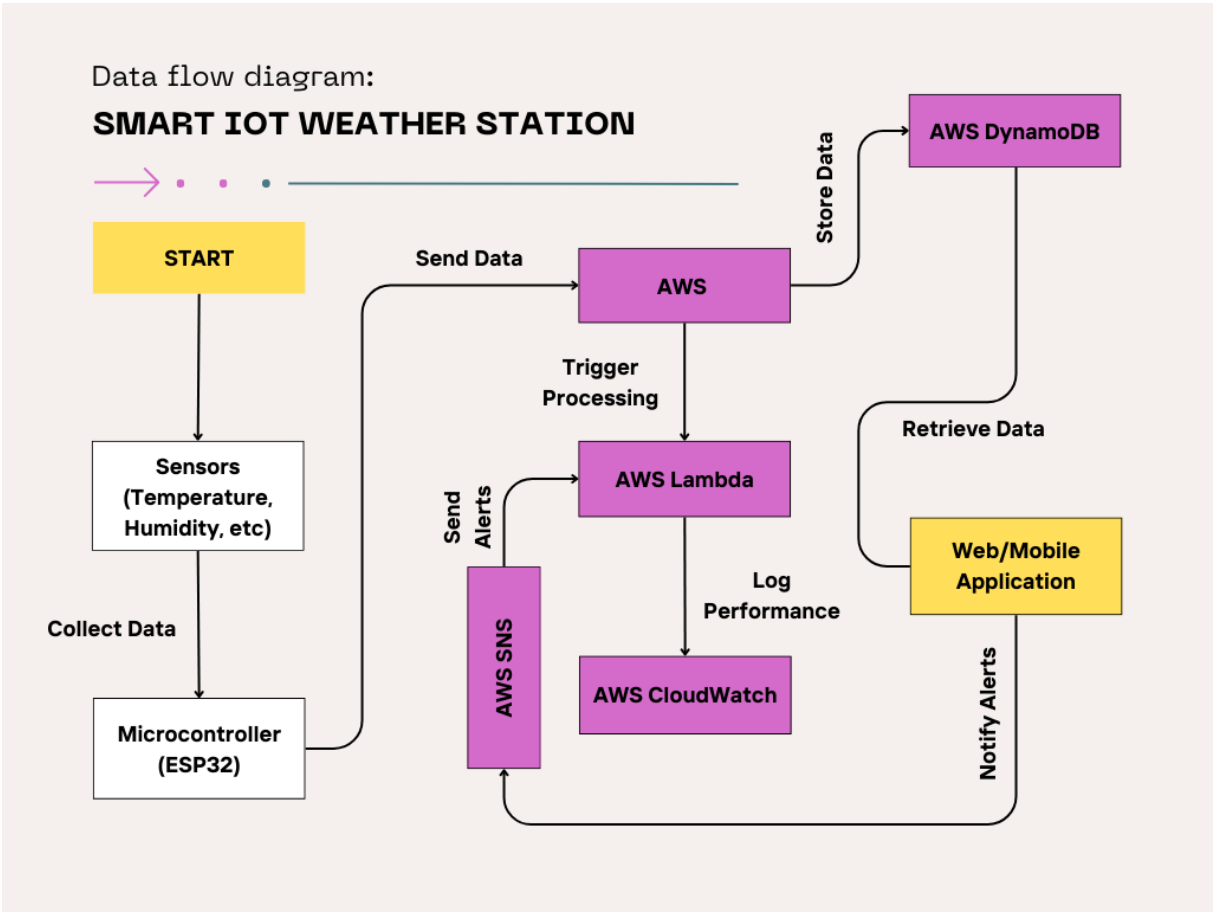 Data flow diagram:
SMART IOT WEATHER STATION
START
Sensors
(Temperature,
Humidity, etc)
Collect Data
Microcontroller
(ESP32)
Send Data
AWS
Store Data
AWS DynamoDB
Trigger
Processing
AWS Lambda
Send
Alerts
AWS SNS
Log
Performance
AWS CloudWatch
Retrieve Data
Web/Mobile
Application
Notify Alerts